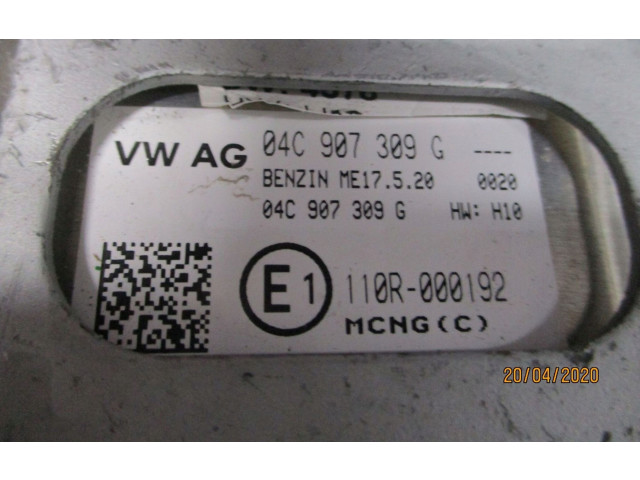 VW AG 04C 907 309 G ----
BENZIN ME17.5.20 0020
04C 907 309 G HW: H10
E1 110R-000192
MCNG(C)
20/04/2020